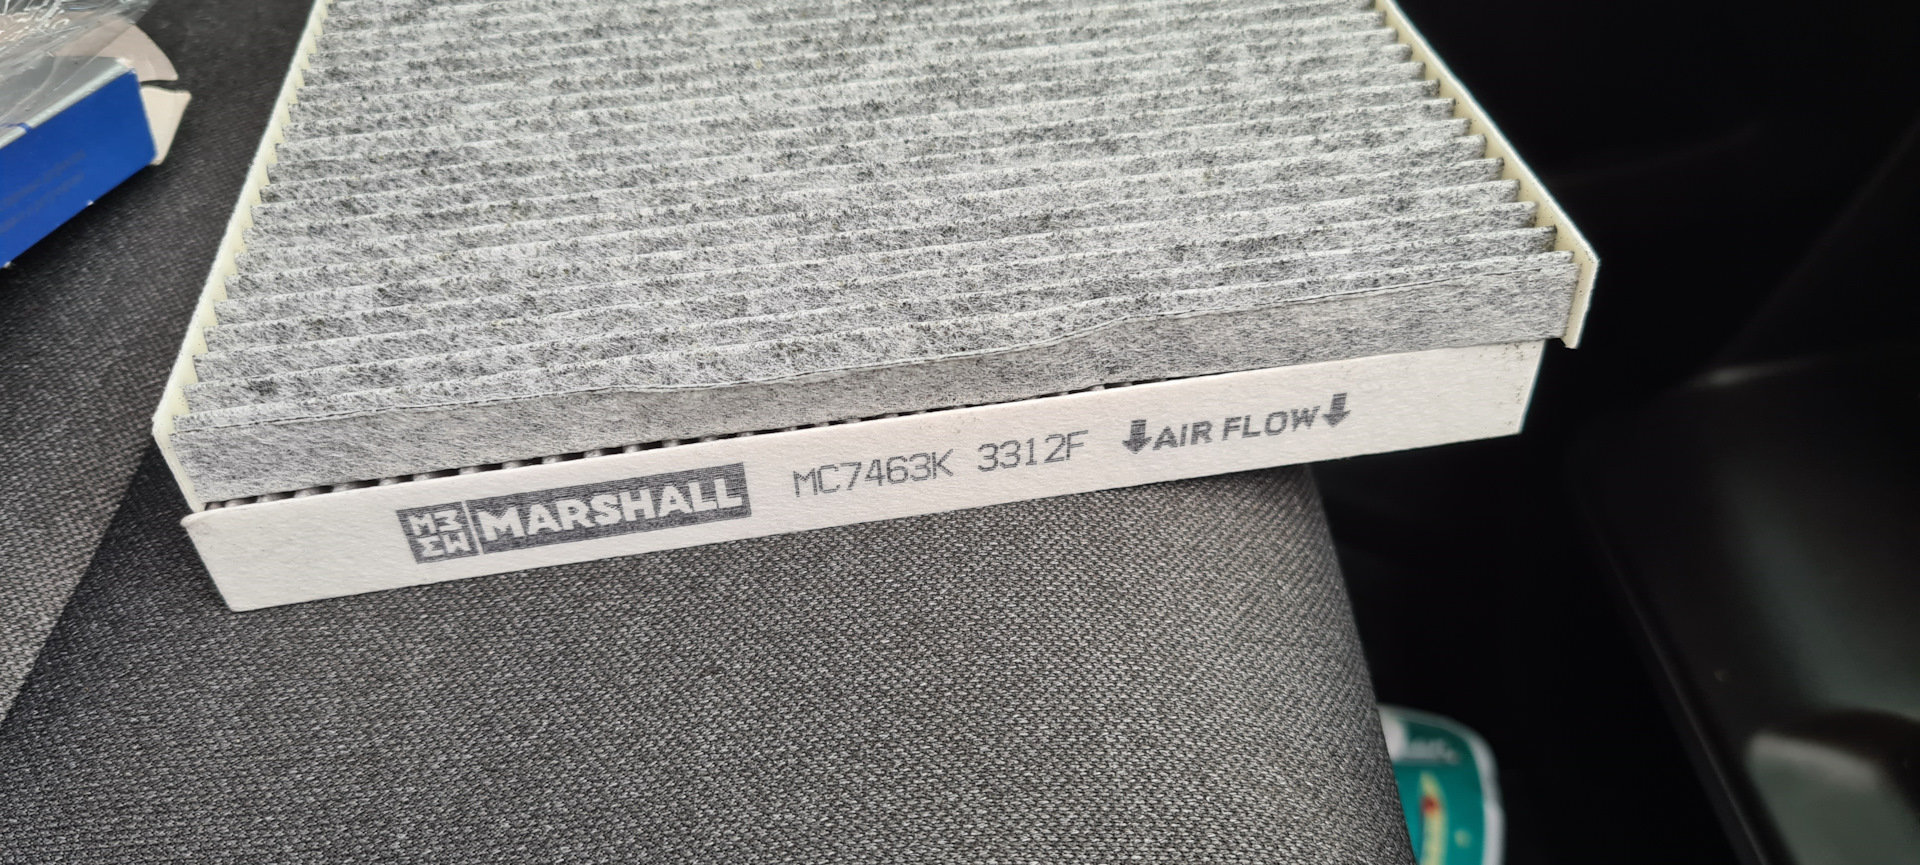 MARSHALL MC7463K 3312F ⬇AIR FLOW⬇